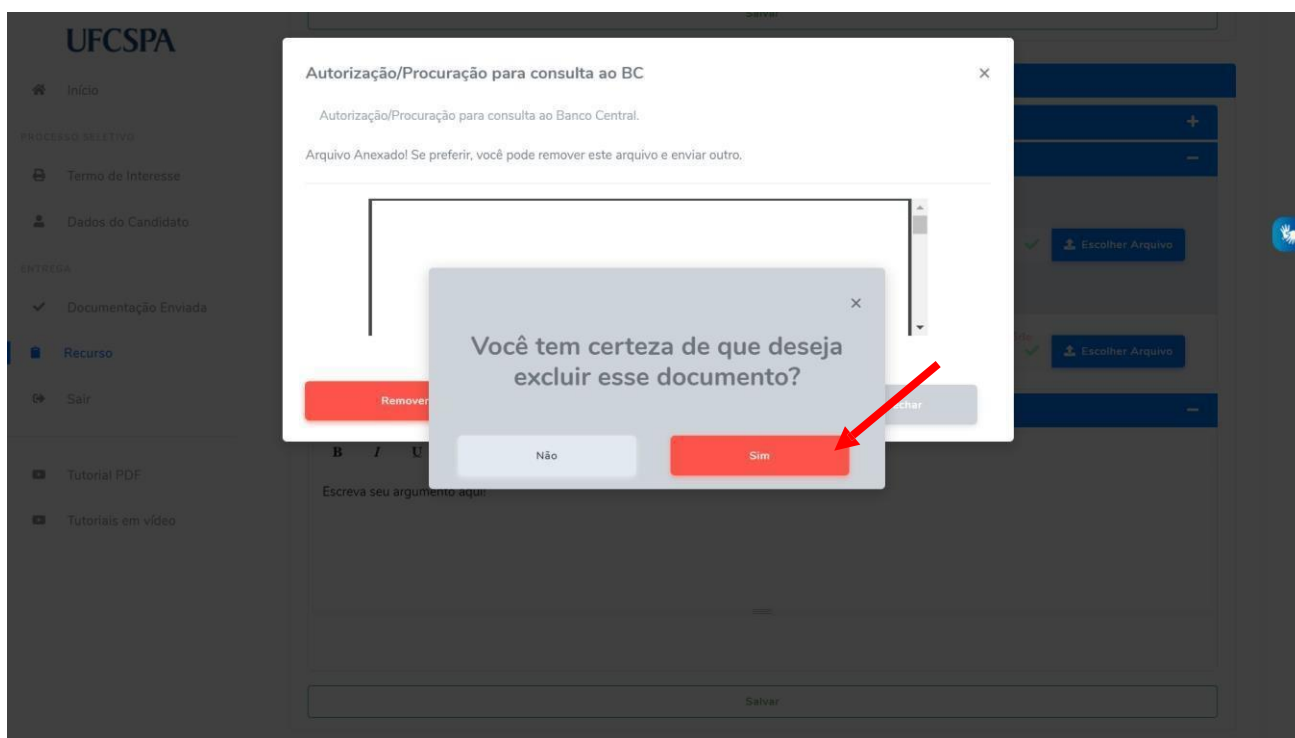 Salvar
UFCSPA
Autorização/Procuração para consulta ao BC
×
Início
Autorização/Procuração para consulta ao Banco Central.
PROCESSO SELETIVO
Arquivo Anexado! Se preferir, você pode remover este arquivo e enviar outro.
Termo de Interesse
Dados do Candidato
Escolher Arquivo
ENTREGA
Documentação Enviada
×
Você tem certeza de que deseja
excluir esse documento?
Recurso
Escolher Arquivo
Sair
Remover
char
B I U
Não
Sim
Tutorial PDF
Escreva seu argumento aqui!
Tutoriais em vídeo
Salvar